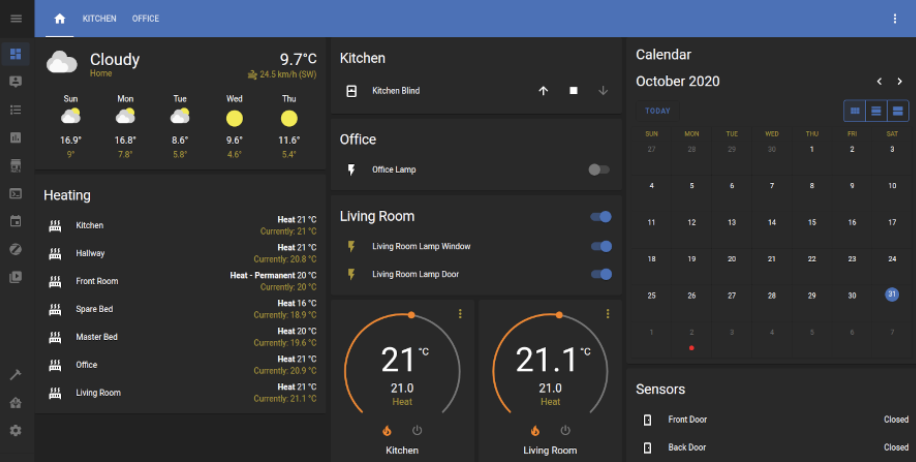 KITCHEN OFFICE
Cloudy 9.7°C
Home 24.5 km/h (SW)
Sun Mon Tue Wed Thu
16.9° 16.8° 8.6° 9.6° 11.6°
9° 7.8° 5.8° 4.6° 5.4°
Heating
Kitchen Heat 21 °C
Currently: 21 °C
Hallway Heat 21 °C
Currently: 20.8 °C
Front Room Heat - Permanent 20 °C
Currently: 20 °C
Spare Bed Heat 16 °C
Currently: 18.9 °C
Master Bed Heat 20 °C
Currently: 19.6 °C
Office Heat 21 °C
Currently: 20.9 °C
Living Room Heat 21 °C
Currently: 21.1 °C
Kitchen
Kitchen Blind
Office
Office Lamp
Living Room
Living Room Lamp Window
Living Room Lamp Door
21 °C
21.0
Heat
Kitchen
21.1 °C
21.0
Heat
Living Room
Calendar
October 2020
TODAY
SUN MON TUE WED THU FRI SAT
27 28 29 30 1 2 3
4 5 6 7 8 9 10
11 12 13 14 15 16 17
18 19 20 21 22 23 24
25 26 27 28 29 30 31
1 2 3 4 5 6 7
Sensors
Front Door Closed
Back Door Closed